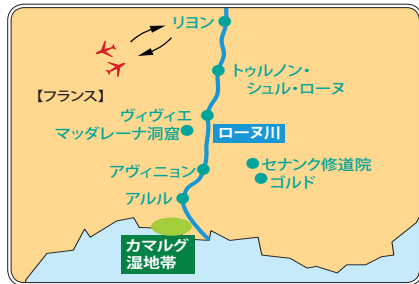 リヨン
トゥルノン・
シュル・ローヌ
【フランス】
ヴィヴィエ
マッダレーナ洞窟
ローヌ川
アヴィニョン
セナンク修道院
ゴルド
アルル
カマルグ
湿地帯